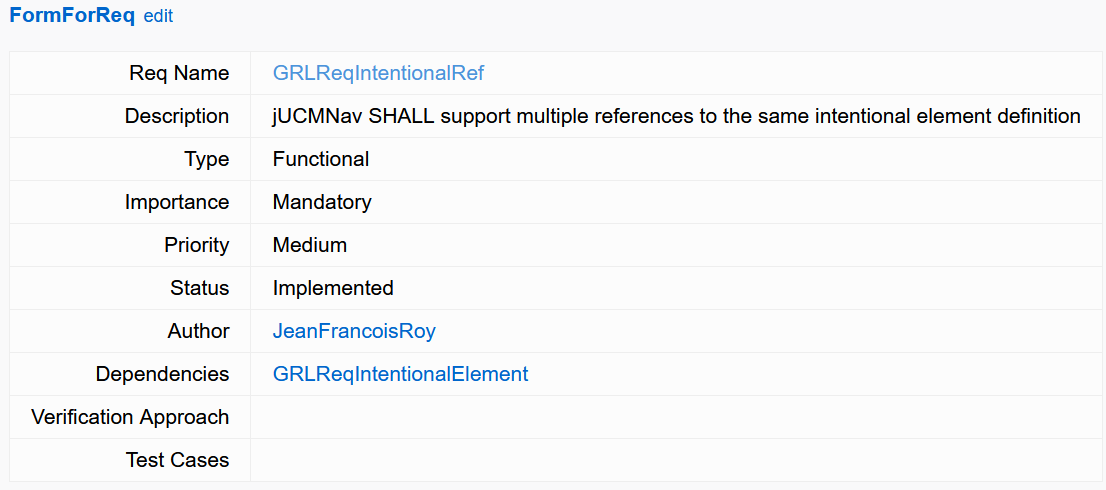 FormForReq edit
Req Name GRLReqIntentionalRef
Description jUCMNav SHALL support multiple references to the same intentional element definition
Type Functional
Importance Mandatory
Priority Medium
Status Implemented
Author JeanFrancoisRoy
Dependencies GRLReqIntentionalElement
Verification Approach
Test Cases